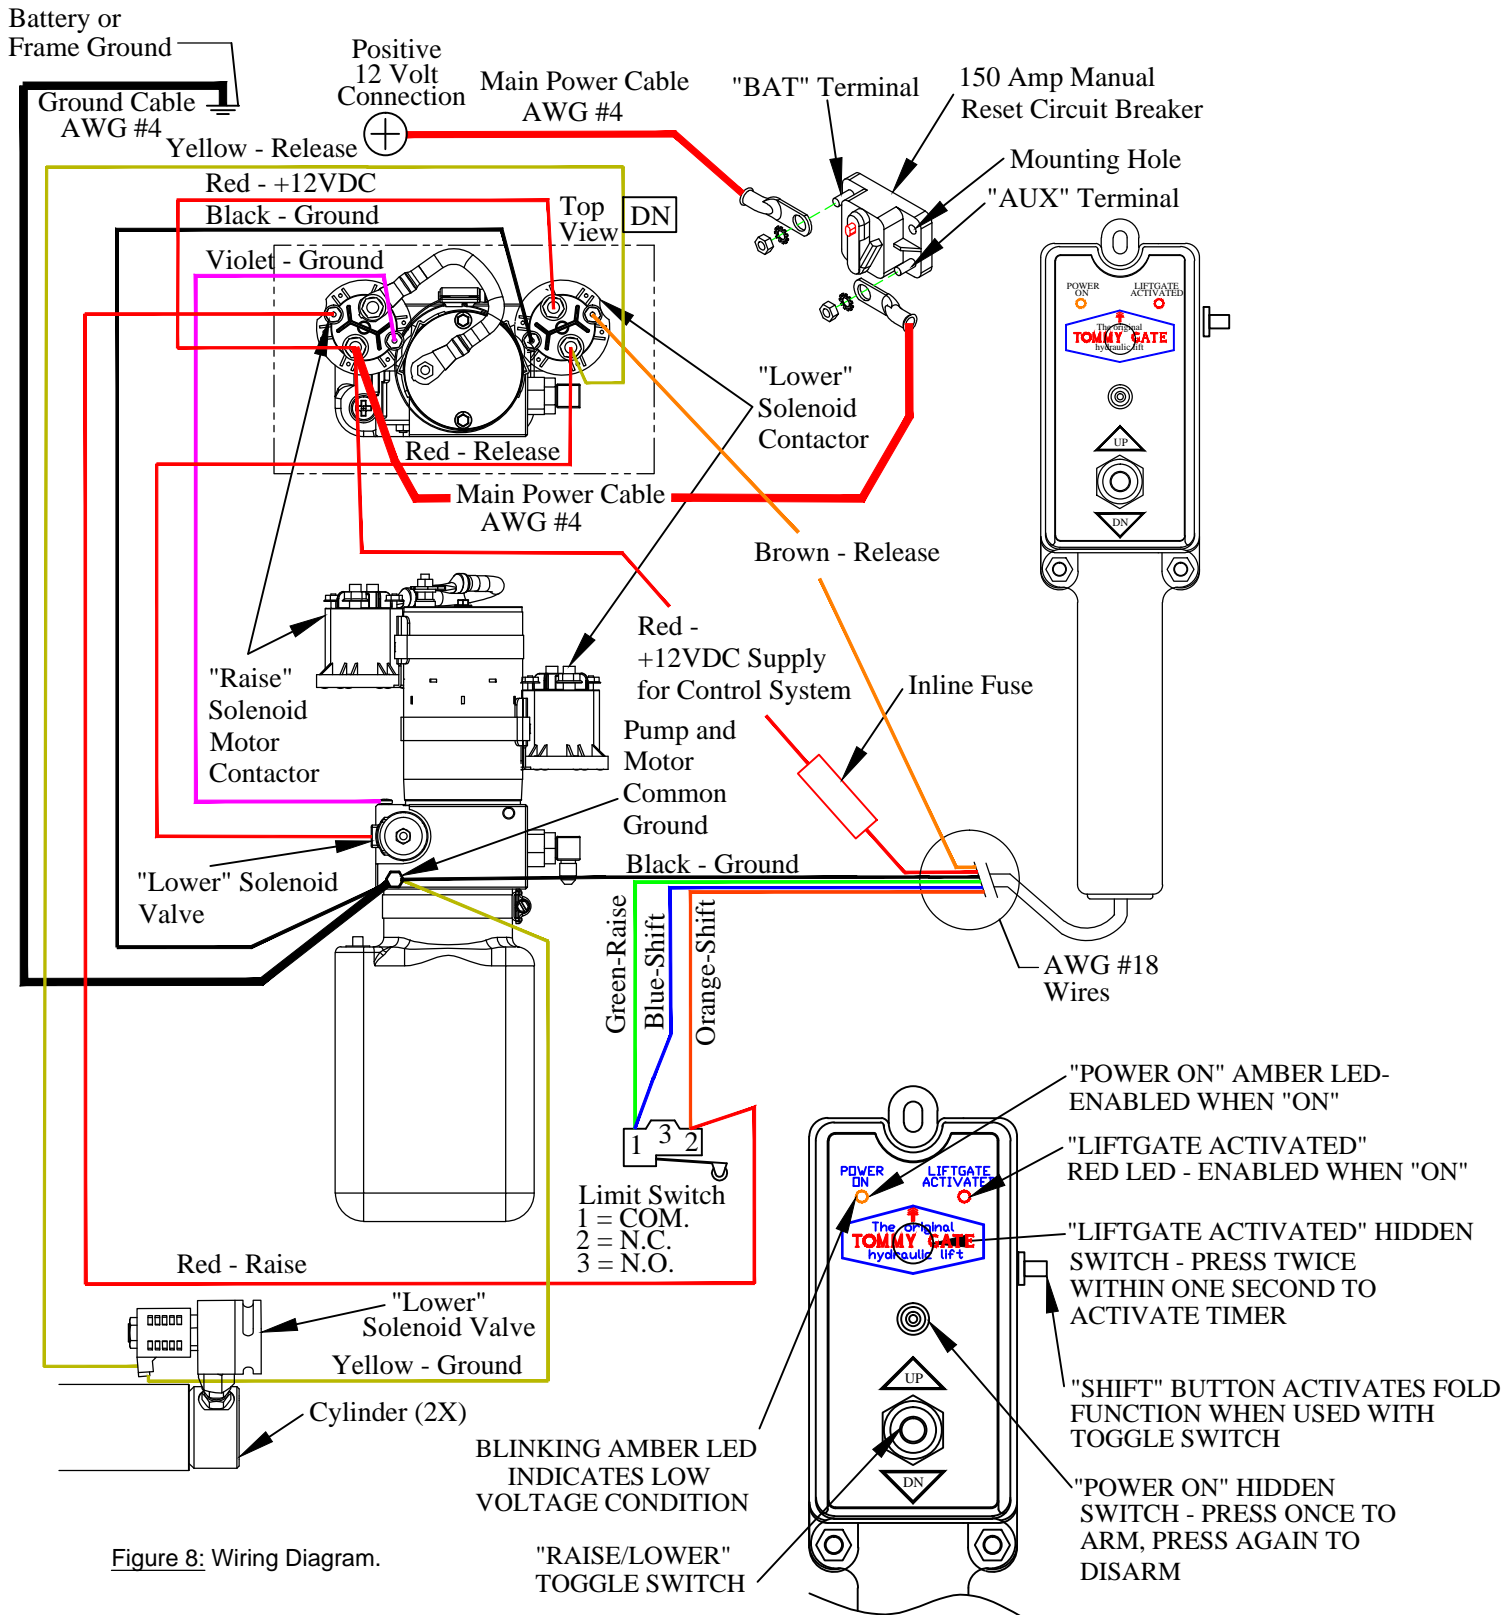 Battery or
Frame Ground
Ground Cable
AWG #4
Positive
12 Volt
Connection
Main Power Cable
AWG #4
"BAT" Terminal
150 Amp Manual
Reset Circuit Breaker
Mounting Hole
"AUX" Terminal
Yellow - Release
Red - +12VDC
Black - Ground
Violet - Ground
Top
View
DN
"Lower"
Solenoid
Contactor
Red - Release
Main Power Cable
AWG #4
Brown - Release
POWER
ON
LIFTGATE
ACTIVATED
The original
TOMMY GATE
hydraulic lift
UP
DN
"Raise"
Solenoid
Motor
Contactor
Red -
+12VDC Supply
for Control System
Inline Fuse
Pump and
Motor
Common
Ground
Black - Ground
"Lower" Solenoid
Valve
Green-Raise
Blue-Shift
Orange-Shift
AWG #18
Wires
1 3 2
Limit Switch
1 = COM.
2 = N.C.
3 = N.O.
Red - Raise
"Lower"
Solenoid Valve
Yellow - Ground
Cylinder (2X)
POWER
ON
LIFTGATE
ACTIVATED
The original
TOMMY GATE
hydraulic lift
UP
DN
"POWER ON" AMBER LED-
ENABLED WHEN "ON"
"LIFTGATE ACTIVATED"
RED LED - ENABLED WHEN "ON"
"LIFTGATE ACTIVATED" HIDDEN
SWITCH - PRESS TWICE
WITHIN ONE SECOND TO
ACTIVATE TIMER
"SHIFT" BUTTON ACTIVATES FOLD
FUNCTION WHEN USED WITH
TOGGLE SWITCH
"POWER ON" HIDDEN
SWITCH - PRESS ONCE TO
ARM, PRESS AGAIN TO
DISARM
BLINKING AMBER LED
INDICATES LOW
VOLTAGE CONDITION
"RAISE/LOWER"
TOGGLE SWITCH
Figure 8: Wiring Diagram.